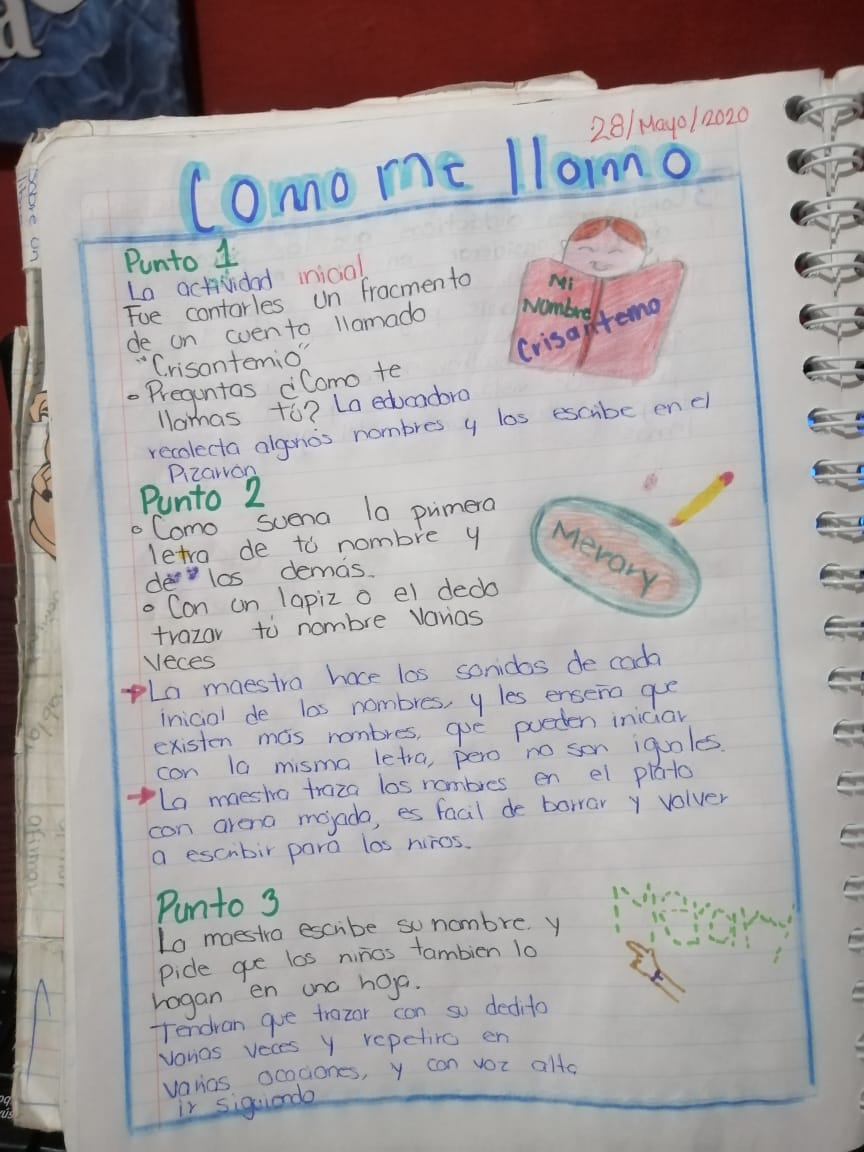 28/Mayo/2020
Como me llamo
Punto 1
La actividad inicial
Fue contarles un fracmento
de un cuento llamado
"Crisantemio"
• Preguntas ¿Como te
llamas tú? La educadora
recolecta algunos nombres y los escribe en el
Pizarrón
Mi
Nombre
Crisantemo
Punto 2
• Como suena la primera
letra de tú nombre y
de los demás.
• Con un lapiz o el dedo
trazar tú nombre Varias
Veces
Merary
→ La maestra hace los sonidos de cada
inicial de los nombres, y les enseña que
existen más nombres, que pueden iniciar
con la misma letra, pero no son iguales.
→ La maestra traza los nombres en el plato
con arena mojada, es facil de borrar y volver
a escribir para los niños.
Punto 3
La maestra escribe su nombre. y
pide que los niños tambien lo
hagan en una hoja.
Tendran que trazar con su dedito
varias veces y repetirlo en
varias ocaciones, y con voz alta
ir siguiendo